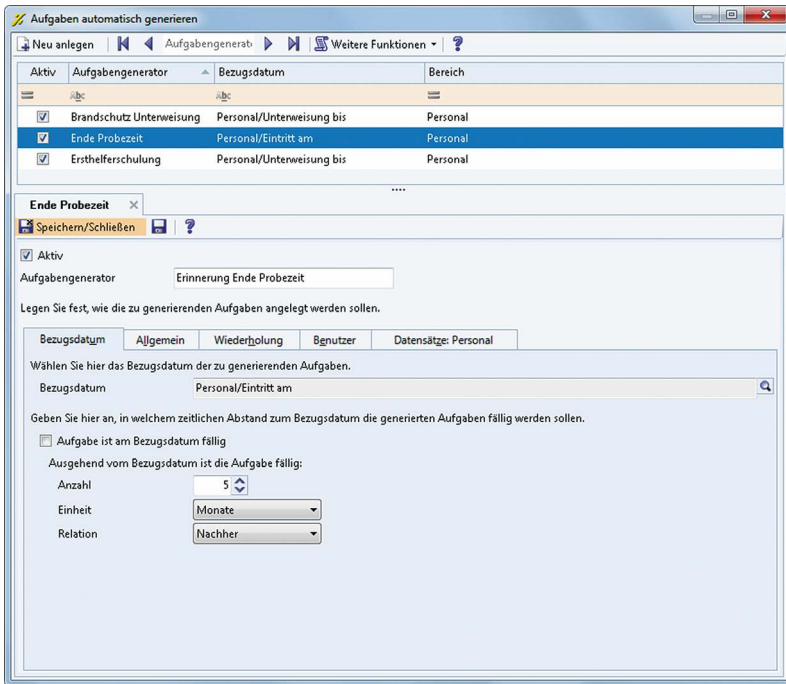 Aufgaben automatisch generieren
Neu anlegen Aufgabengenerat Weitere Funktionen ?
Aktiv Aufgabengenerator Bezugsdatum Bereich
= Abc Abc =
Brandschutz Unterweisung Personal/Unterweisung bis Personal
Ende Probezeit Personal/Eintritt am Personal
Ersthelferschulung Personal/Unterweisung bis Personal
Ende Probezeit
Speichern/Schließen ?
Aktiv
Aufgabengenerator Erinnerung Ende Probezeit
Legen Sie fest, wie die zu generierenden Aufgaben angelegt werden sollen.
Bezugsdatum Allgemein Wiederholung Benutzer Datensätze: Personal
Wählen Sie hier das Bezugsdatum der zu generierenden Aufgaben.
Bezugsdatum Personal/Eintritt am
Geben Sie hier an, in welchem zeitlichen Abstand zum Bezugsdatum die generierten Aufgaben fällig werden sollen.
Aufgabe ist am Bezugsdatum fällig
Ausgehend vom Bezugsdatum ist die Aufgabe fällig:
Anzahl 5
Einheit Monate
Relation Nachher